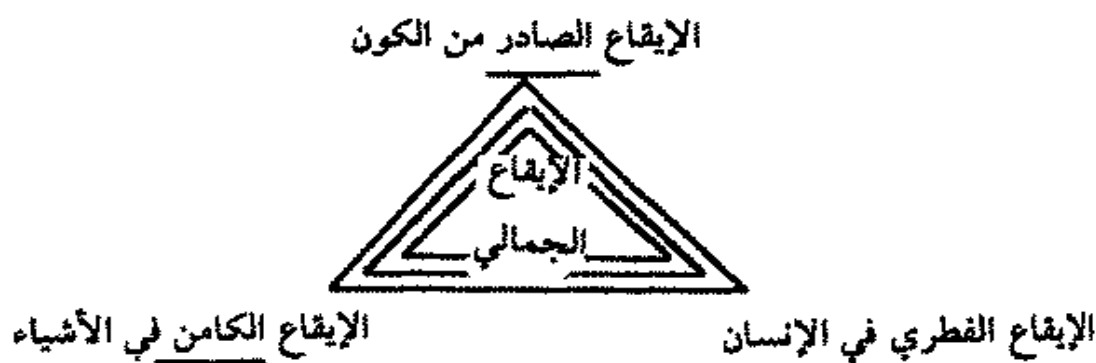 الإيقاع الصادر من الكون
الإيقاع
الجمالي
الإيقاع الفطري في الإنسان
الإيقاع الكامن في الأشياء